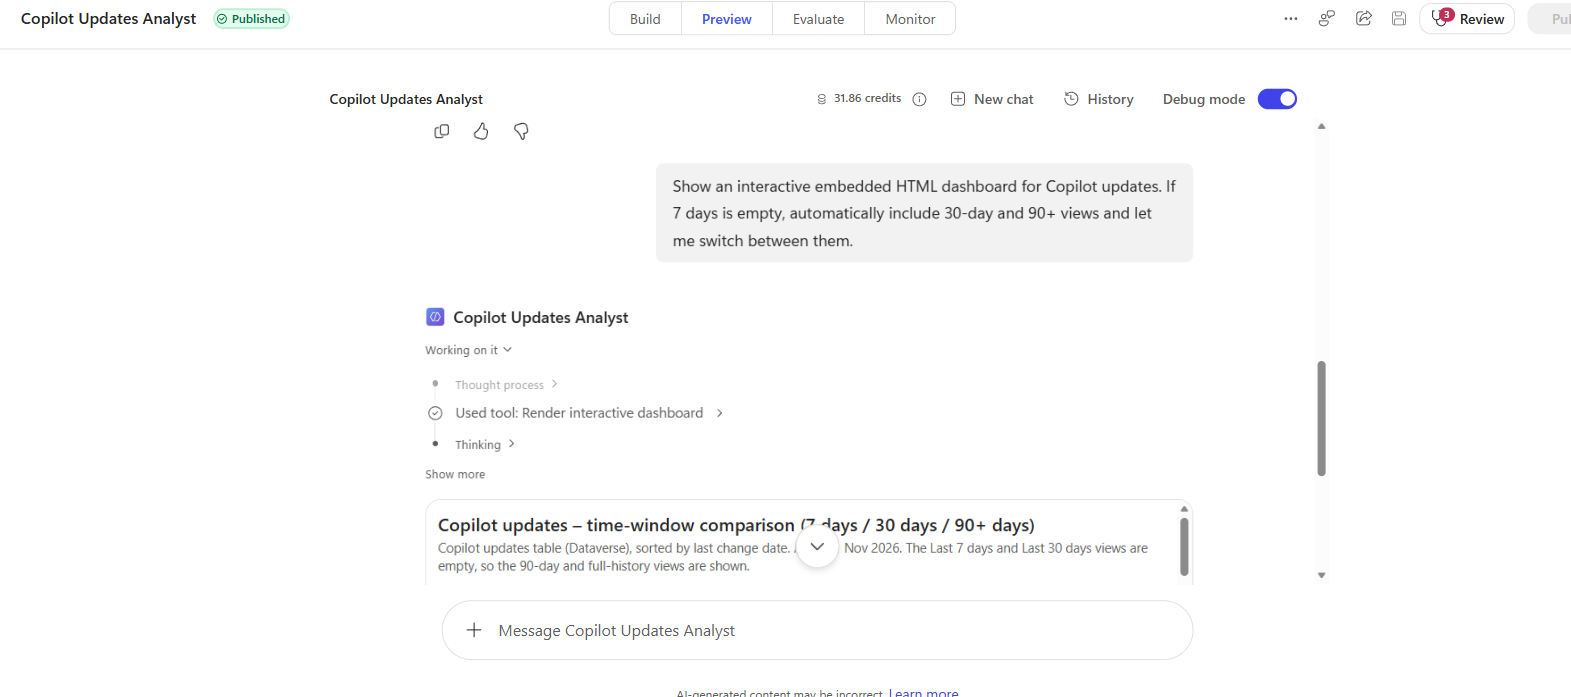 Copilot Updates Analyst
Published
Build
Preview
Evaluate
Monitor
3
Review
Copilot Updates Analyst
31.86 credits
New chat
History
Debug mode
Show an interactive embedded HTML dashboard for Copilot updates. If
7 days is empty, automatically include 30-day and 90+ views and let
me switch between them.
Copilot Updates Analyst
Working on it
Thought process
Used tool: Render interactive dashboard
Thinking
Show more
Copilot updates – time-window comparison (7 days / 30 days / 90+ days)
Copilot updates table (Dataverse), sorted by last change date. Nov 2026. The Last 7 days and Last 30 days views are
empty, so the 90-day and full-history views are shown.
Message Copilot Updates Analyst
AI-generated content may be incorrect. Learn more